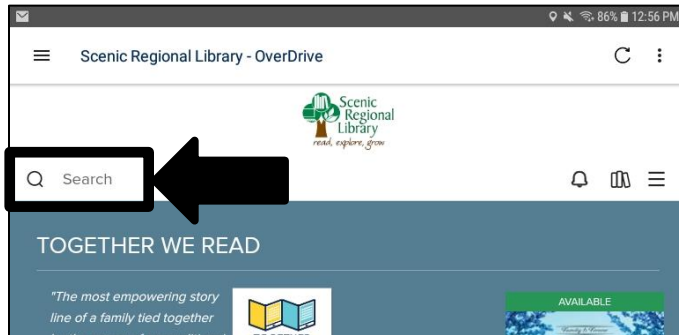 86% 12:56 PM
Scenic Regional Library - OverDrive
Scenic
Regional
Library
read, explore, grow
Search
TOGETHER WE READ
"The most empowering story
line of a family tied together
AVAILABLE